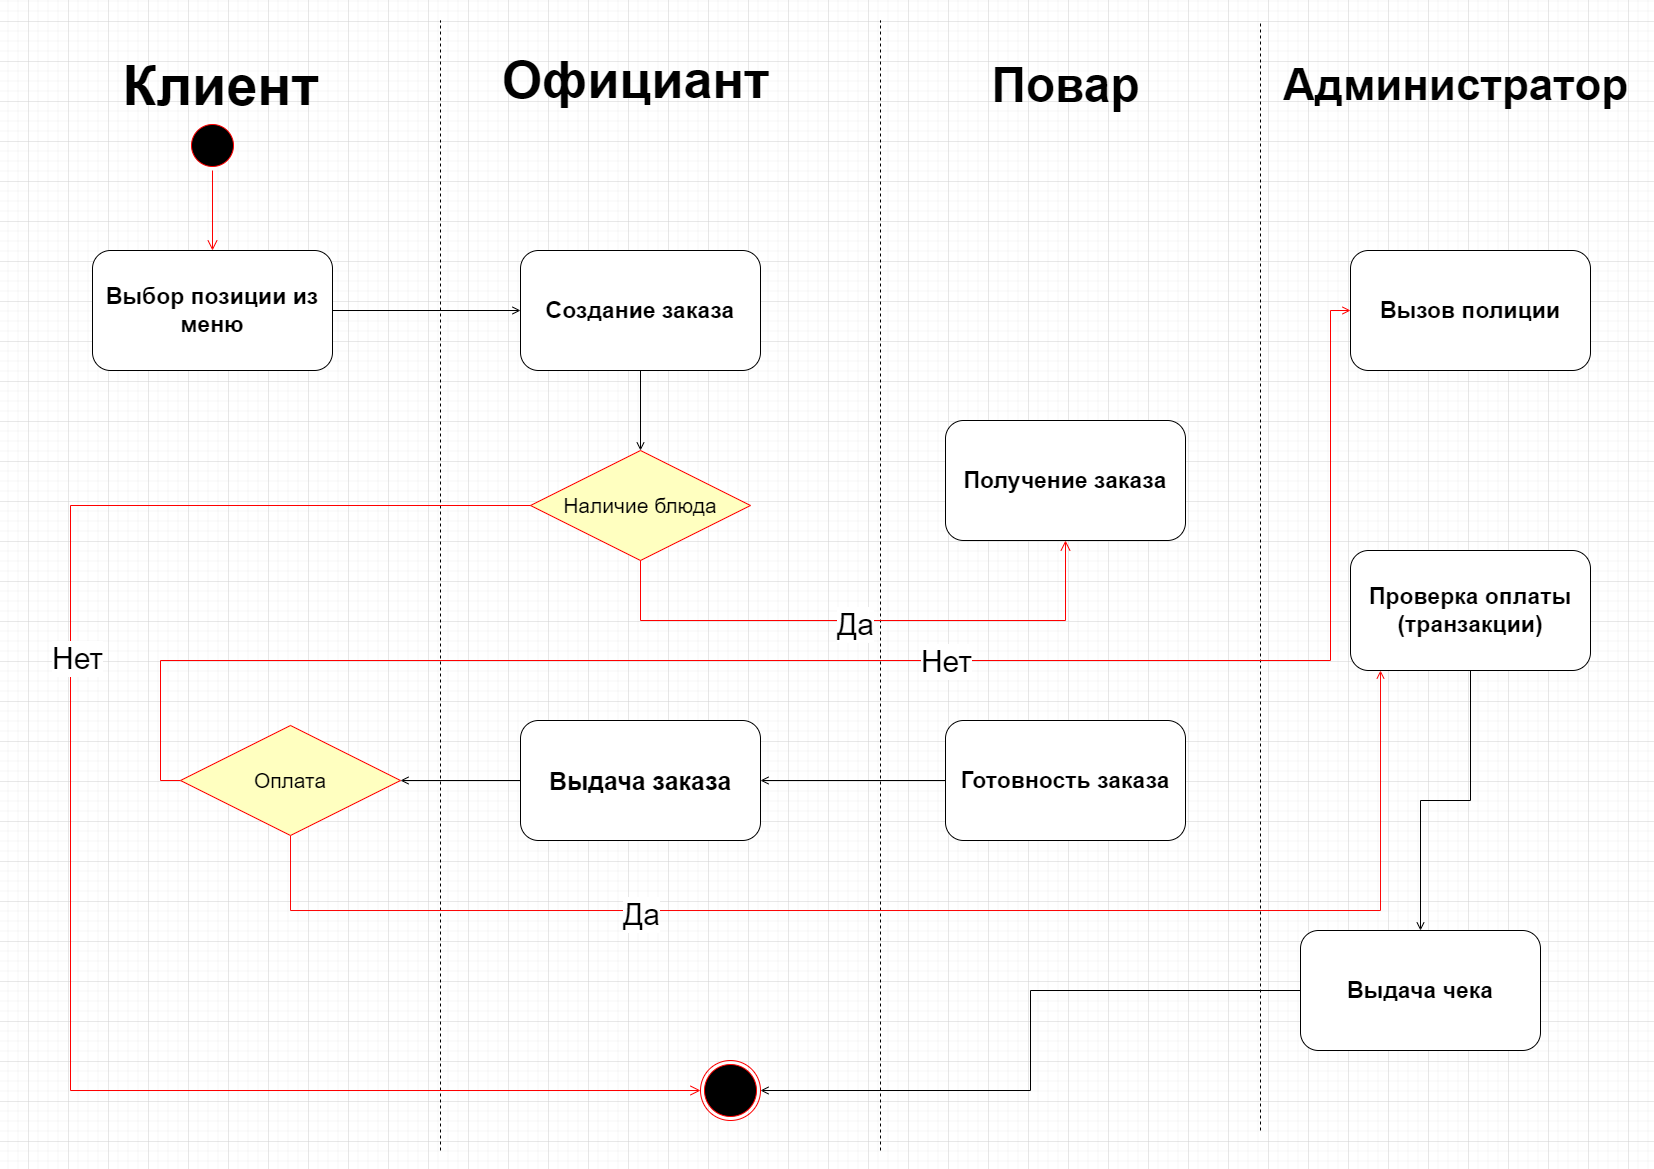 Клиент
Официант
Повар
Администратор
Выбор позиции из
меню
Создание заказа
Вызов полиции
Получение заказа
Наличие блюда
Проверка оплаты
(транзакции)
Да
Нет
Нет
Оплата
Выдача заказа
Готовность заказа
Да
Выдача чека